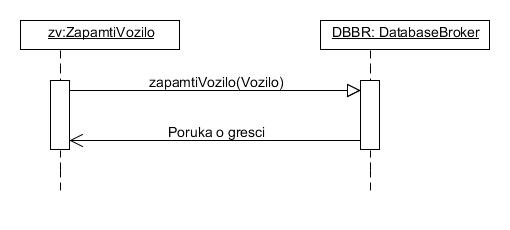 zv:ZapamtiVozilo
DBBR: DatabaseBroker
zapamtiVozilo(Vozilo)
Poruka o gresci